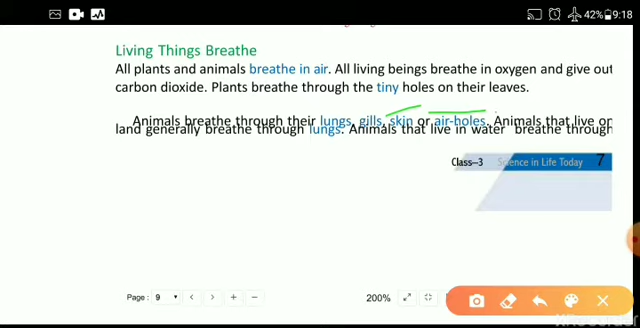 42% 9:18
Living Things Breathe
All plants and animals breathe in air. All living beings breathe in oxygen and give out
carbon dioxide. Plants breathe through the tiny holes on their leaves.
Animals breathe through their lungs, gills, skin or air-holes. Animals that live on
land generally breathe through lungs. Animals that live in water breathe through
Class–3 Science in Life Today 7
Page : 9 200%